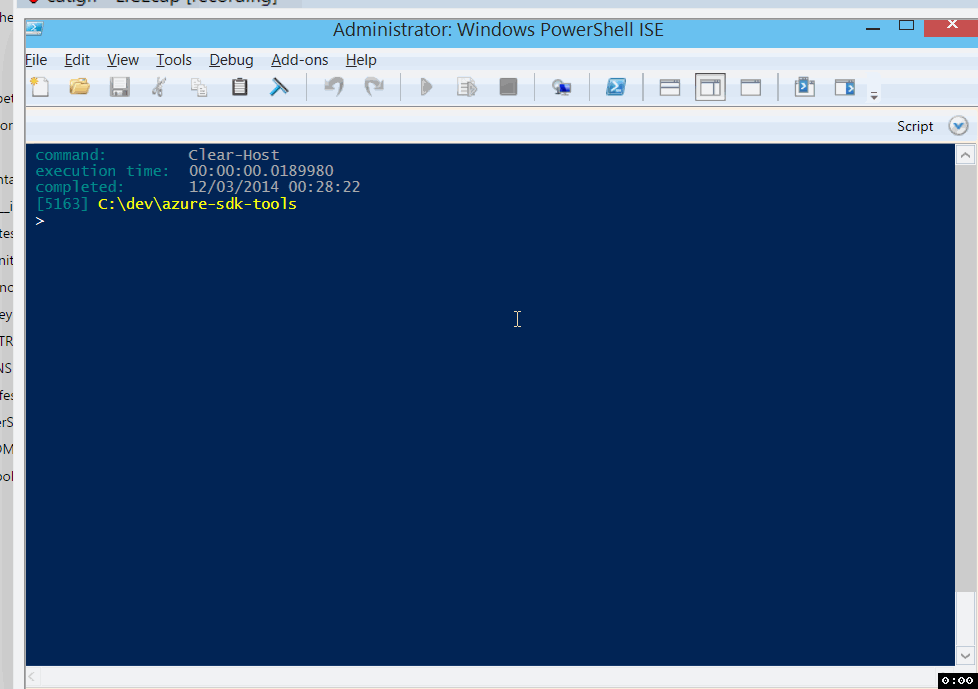 Administrator: Windows PowerShell ISE
File Edit View Tools Debug Add-ons Help
Script
command: Clear-Host
execution time: 00:00:00.0189980
completed: 12/03/2014 00:28:22
[5163] C:\dev\azure-sdk-tools
>
0:00